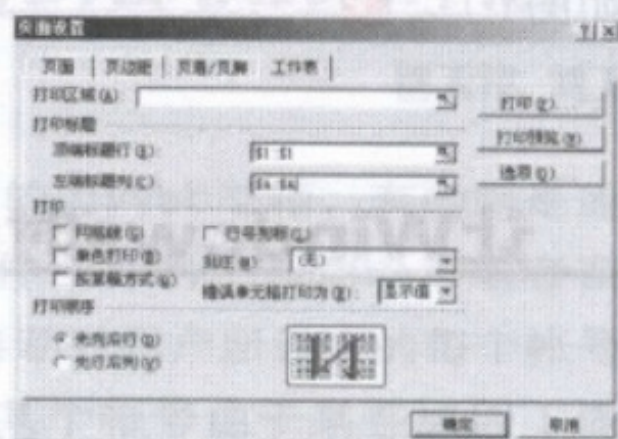 页面设置
页面 页边距 页眉/页脚 工作表
打印区域(A): 打印(P)...
打印标题 打印预览(W)
顶端标题行(R): $1:$1 选项(O)...
左端标题列(C): $A:$A
打印
网格线(G) 行号列标(L)
单色打印(B) 批注(M): (无)
按草稿方式(Q) 错误单元格打印为(E): 显示值
打印顺序
先列后行(D)
先行后列(V)
确定 取消